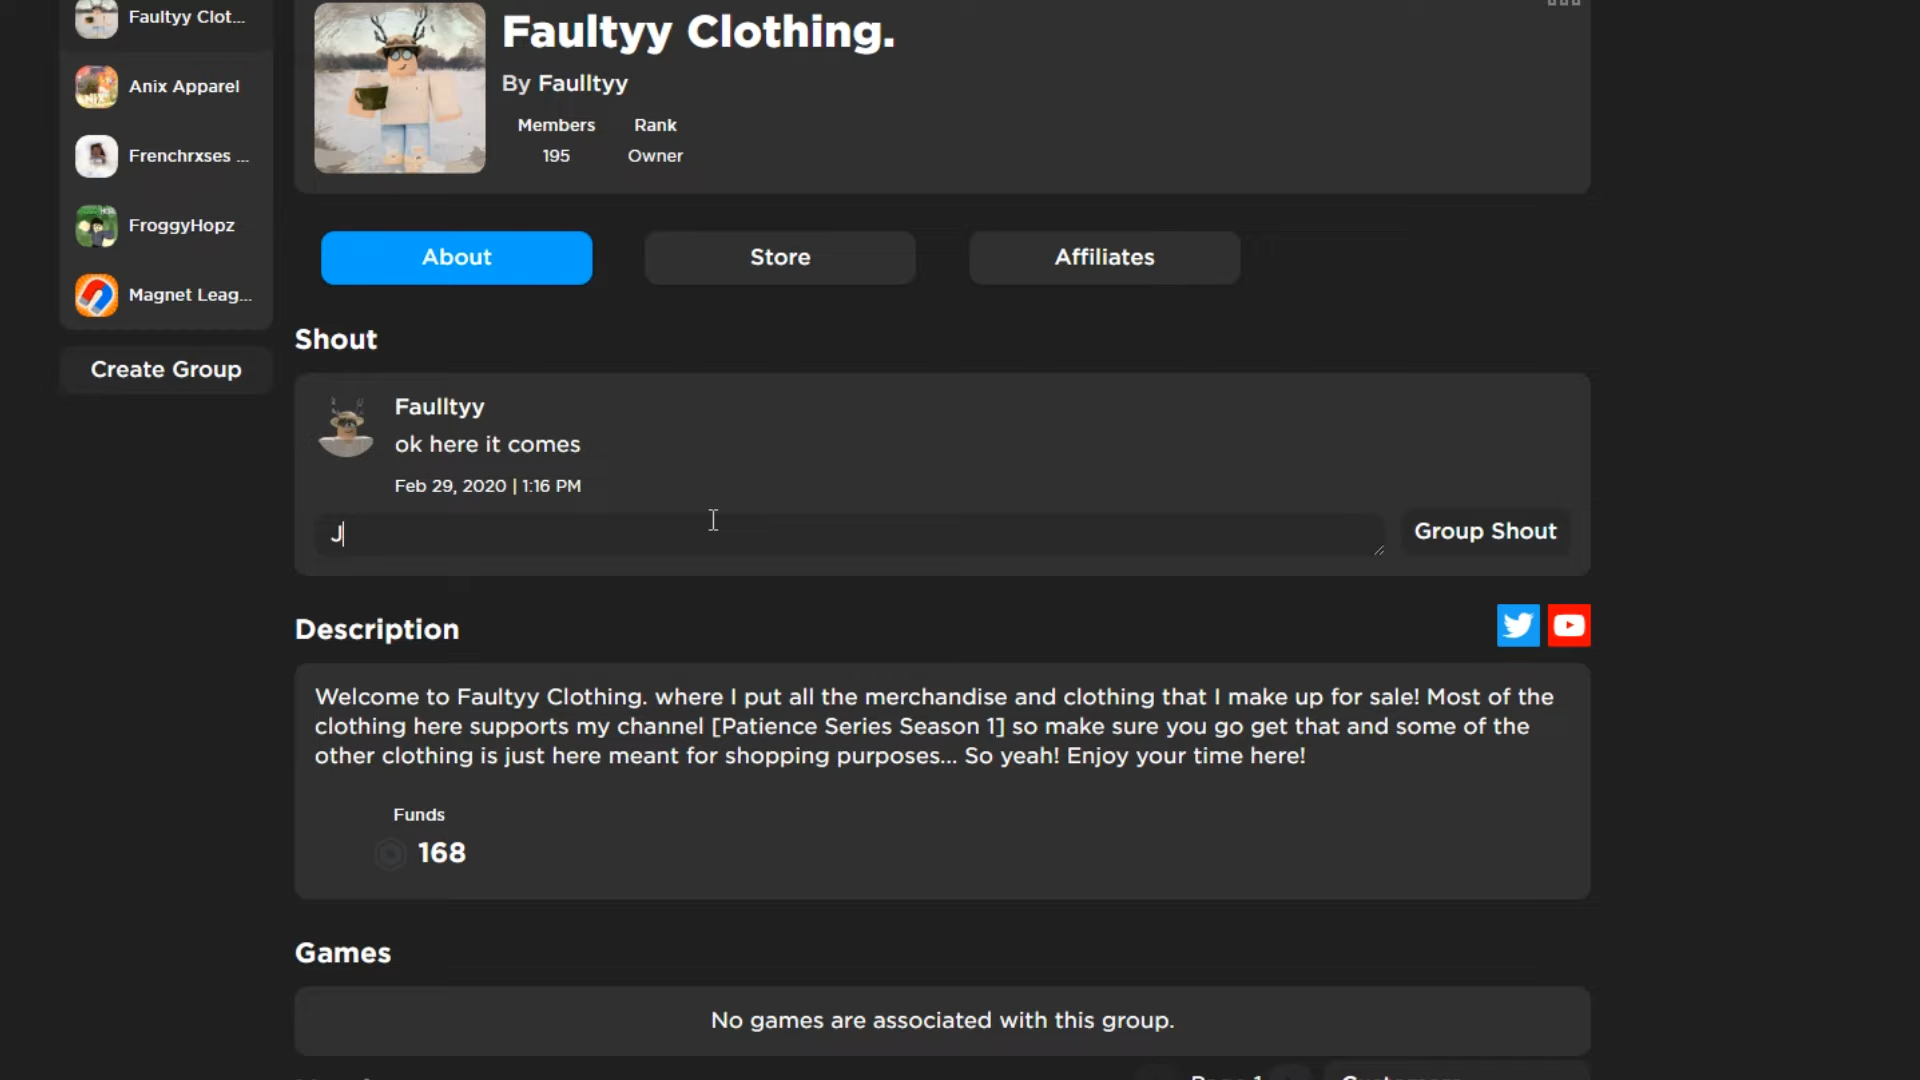 Faultyy Clot...
Anix Apparel
Frenchrxses ...
FroggyHopz
Magnet Leag...
Create Group
Faultyy Clothing.
By Faulltyy
Members Rank
195 Owner
About Store Affiliates
Shout
Faulltyy
ok here it comes
Feb 29, 2020 | 1:16 PM
J
Group Shout
Description
Welcome to Faultyy Clothing. where I put all the merchandise and clothing that I make up for sale! Most of the
clothing here supports my channel [Patience Series Season 1] so make sure you go get that and some of the
other clothing is just here meant for shopping purposes... So yeah! Enjoy your time here!
Funds
168
Games
No games are associated with this group.